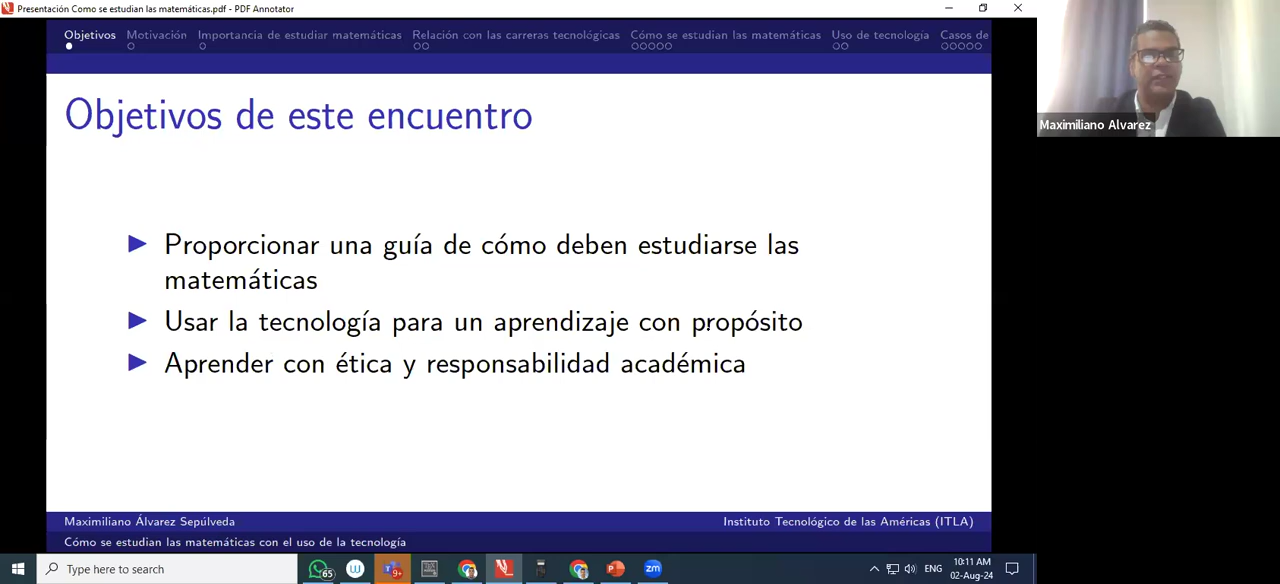 Presentación Como se estudian las matemáticas.pdf - PDF Annotator
Objetivos Motivación Importancia de estudiar matemáticas Relación con las carreras tecnológicas Cómo se estudian las matemáticas Uso de tecnología Casos de
Maximiliano Alvarez
Objetivos de este encuentro
Proporcionar una guía de cómo deben estudiarse las
matemáticas
Usar la tecnología para un aprendizaje con propósito
Aprender con ética y responsabilidad académica
Maximiliano Álvarez Sepúlveda Instituto Tecnológico de las Américas (ITLA)
Cómo se estudian las matemáticas con el uso de la tecnología
Type here to search 65 9+ zm ENG 10:11 AM
02-Aug-24